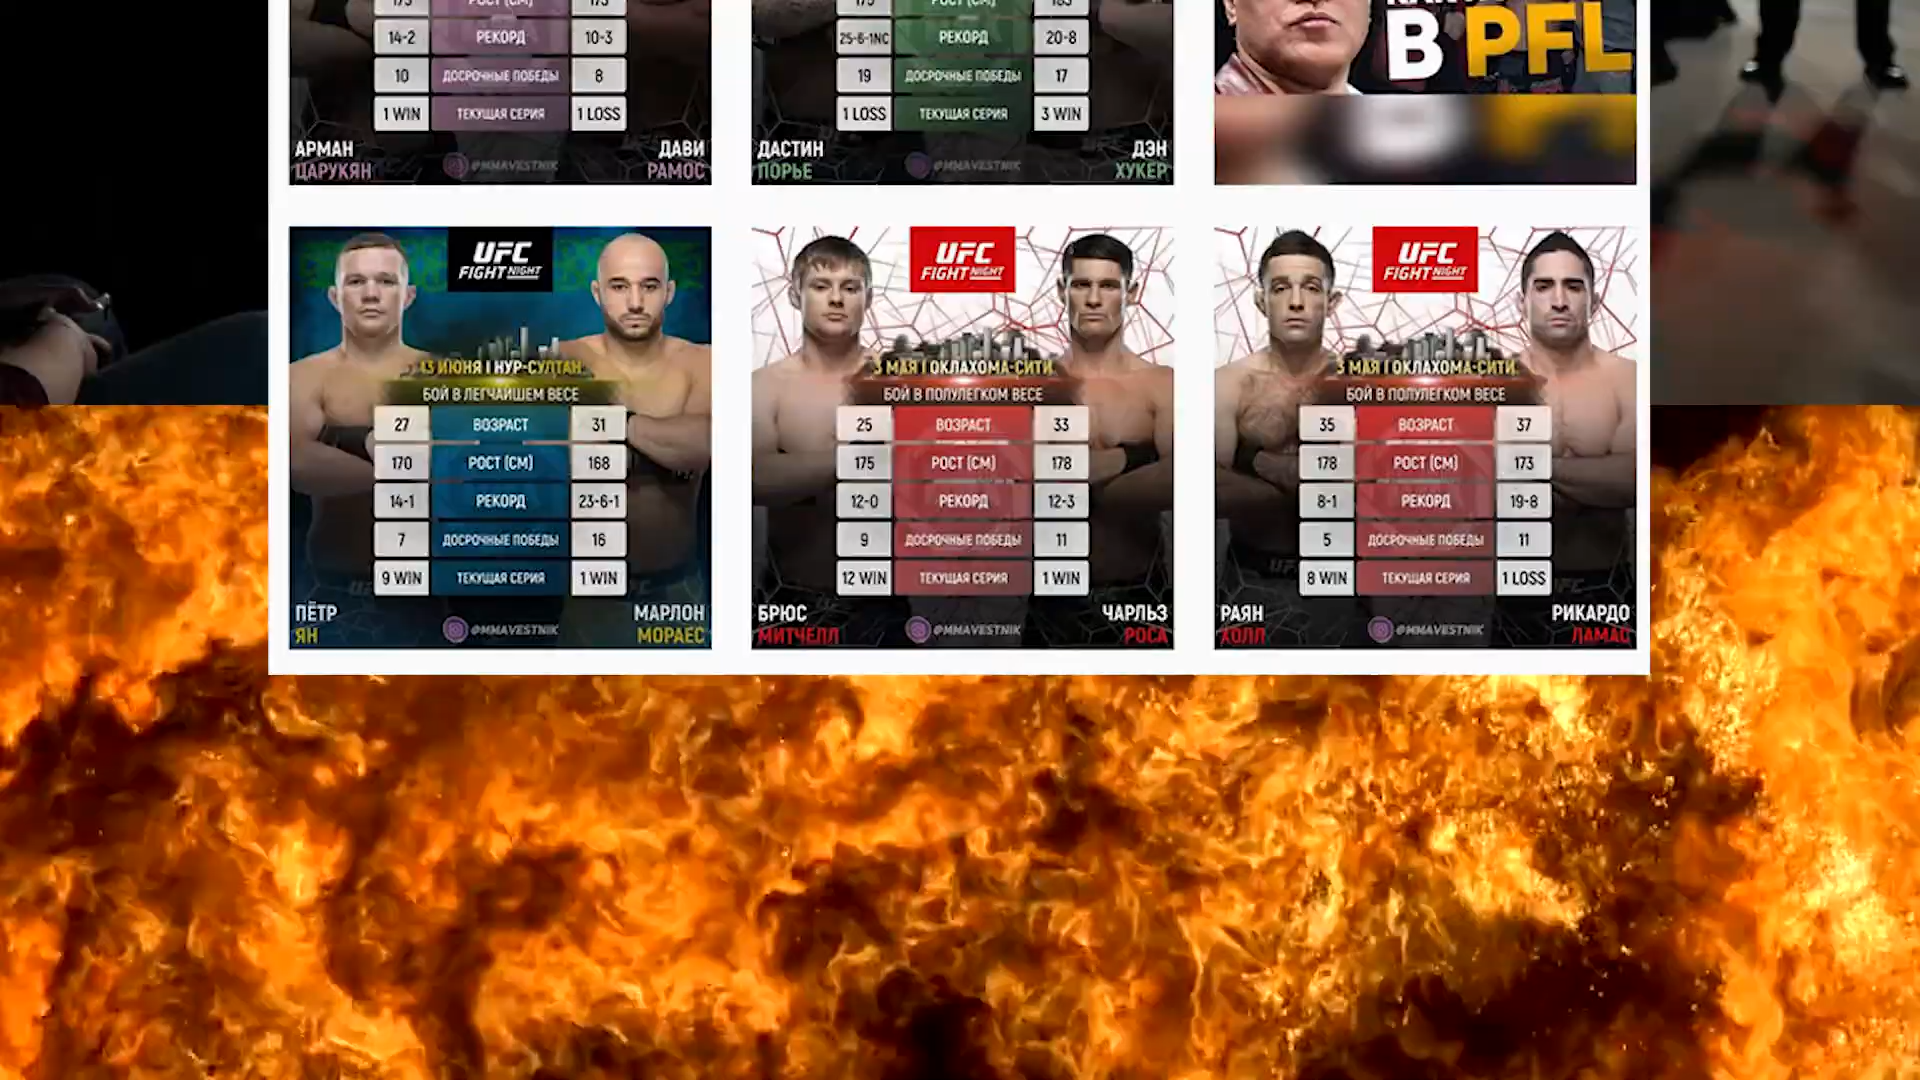 173 РОСТ (СМ) 173
14-2 РЕКОРД 10-3
10 ДОСРОЧНЫЕ ПОБЕДЫ 8
1 WIN ТЕКУЩАЯ СЕРИЯ 1 LOSS
АРМАН ДАВИ
ЦАРУКЯН @MMAVESTNIK РАМОС
175 РОСТ (СМ) 183
25-6-1NC РЕКОРД 20-8
19 ДОСРОЧНЫЕ ПОБЕДЫ 17
1 LOSS ТЕКУЩАЯ СЕРИЯ 3 WIN
ДАСТИН ДЭН
ПОРЬЕ @MMAVESTNIK ХУКЕР
В PFL
UFC
FIGHT NIGHT
13 ИЮНЯ | НУР-СУЛТАН
БОЙ В ЛЕГЧАЙШЕМ ВЕСЕ
27 ВОЗРАСТ 31
170 РОСТ (СМ) 168
14-1 РЕКОРД 23-6-1
7 ДОСРОЧНЫЕ ПОБЕДЫ 16
9 WIN ТЕКУЩАЯ СЕРИЯ 1 WIN
ПЁТР МАРЛОН
ЯН @MMAVESTNIK МОРАЕС
UFC
FIGHT NIGHT
3 МАЯ | ОКЛАХОМА-СИТИ
БОЙ В ПОЛУЛЕГКОМ ВЕСЕ
25 ВОЗРАСТ 33
175 РОСТ (СМ) 178
12-0 РЕКОРД 12-3
9 ДОСРОЧНЫЕ ПОБЕДЫ 11
12 WIN ТЕКУЩАЯ СЕРИЯ 1 WIN
БРЮС ЧАРЛЬЗ
МИТЧЕЛЛ @MMAVESTNIK РОСА
UFC
FIGHT NIGHT
3 МАЯ | ОКЛАХОМА-СИТИ
БОЙ В ПОЛУЛЕГКОМ ВЕСЕ
35 ВОЗРАСТ 37
178 РОСТ (СМ) 173
8-1 РЕКОРД 19-8
5 ДОСРОЧНЫЕ ПОБЕДЫ 11
8 WIN ТЕКУЩАЯ СЕРИЯ 1 LOSS
РАЯН РИКАРДО
ХОЛЛ @MMAVESTNIK ЛАМАС